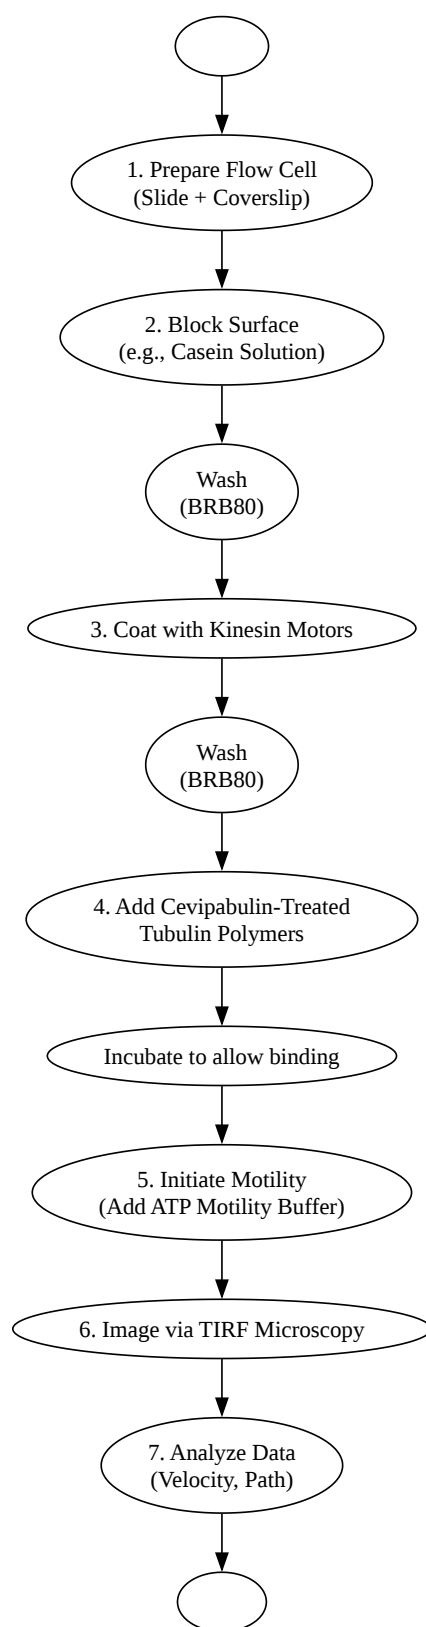 1. Prepare Flow Cell
(Slide + Coverslip)
2. Block Surface
(e.g., Casein Solution)
Wash
(BRB80)
3. Coat with Kinesin Motors
Wash
(BRB80)
4. Add Cevipabulin-Treated
Tubulin Polymers
Incubate to allow binding
5. Initiate Motility
(Add ATP Motility Buffer)
6. Image via TIRF Microscopy
7. Analyze Data
(Velocity, Path)